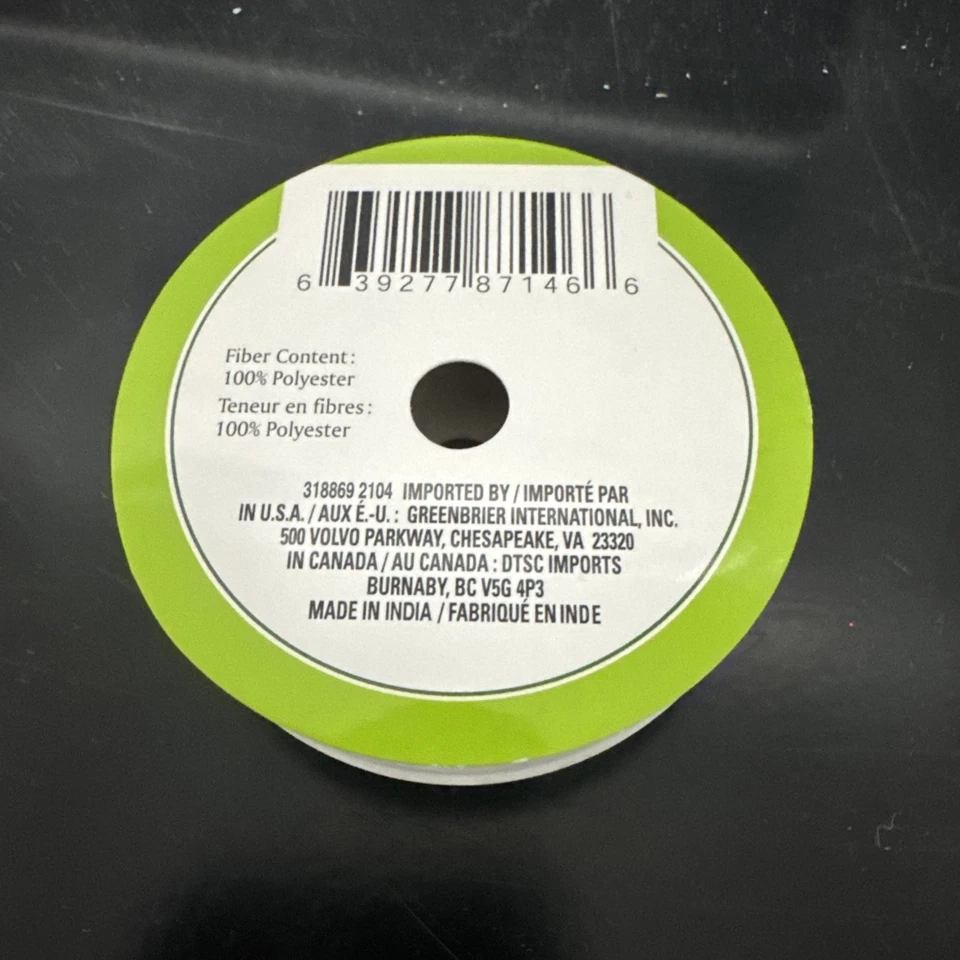 6 39277 87146 6
Fiber Content:
100% Polyester
Teneur en fibres:
100% Polyester
318869 2104 IMPORTED BY / IMPORTÉ PAR
IN U.S.A. / AUX É.-U.: GREENBRIER INTERNATIONAL, INC.
500 VOLVO PARKWAY, CHESAPEAKE, VA 23320
IN CANADA / AU CANADA : DTSC IMPORTS
BURNABY, BC V5G 4P3
MADE IN INDIA / FABRIQUÉ EN INDE